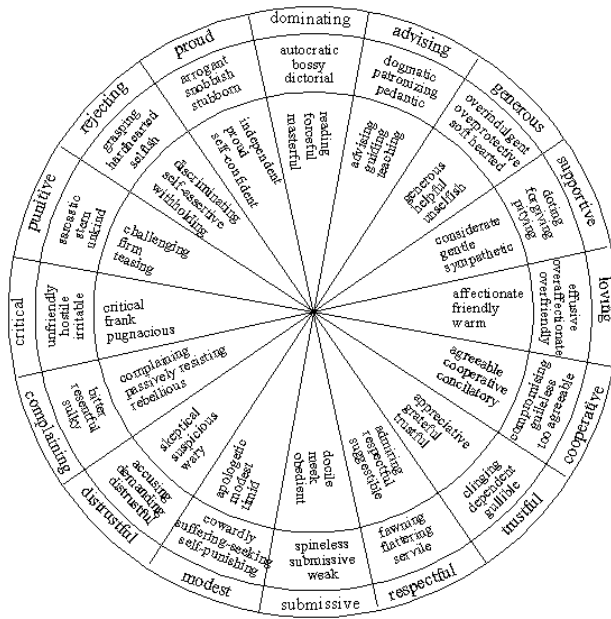 dominating
autocratic
bossy
dictorial
reading
forceful
masterful
advising
dogmatic
patronizing
pedantic
advising
guiding
teaching
generous
overindulgent
overprotective
soft hearted
generous
helpful
unselfish
supportive
doting
forgiving
pitying
considerate
gentle
sympathetic
loving
effusive
overaffectionate
overfriendly
affectionate
friendly
warm
cooperative
compromising
guileless
too agreeable
agreeable
cooperative
concilatory
trustful
clinging
dependent
gullible
appreciative
grateful
trustful
respectful
fawning
flattering
servile
admiring
respectful
suggestible
submissive
spineless
submissive
weak
docile
meek
obedient
modest
cowardly
suffering-seeking
self-punishing
apologetic
modest
timid
distrustful
accusing
demanding
distrustful
skeptical
suspicious
wary
complaining
bitter
resentful
sulky
complaining
passively resisting
rebellious
critical
unfriendly
hostile
irritable
critical
frank
pugnacious
punitive
samastic
stern
unkind
challenging
firm
teasing
rejecting
grasping
hardhearted
selfish
discriminating
self-assertive
withholding
proud
arrogant
snobbish
stubborn
independent
proud
self-confident